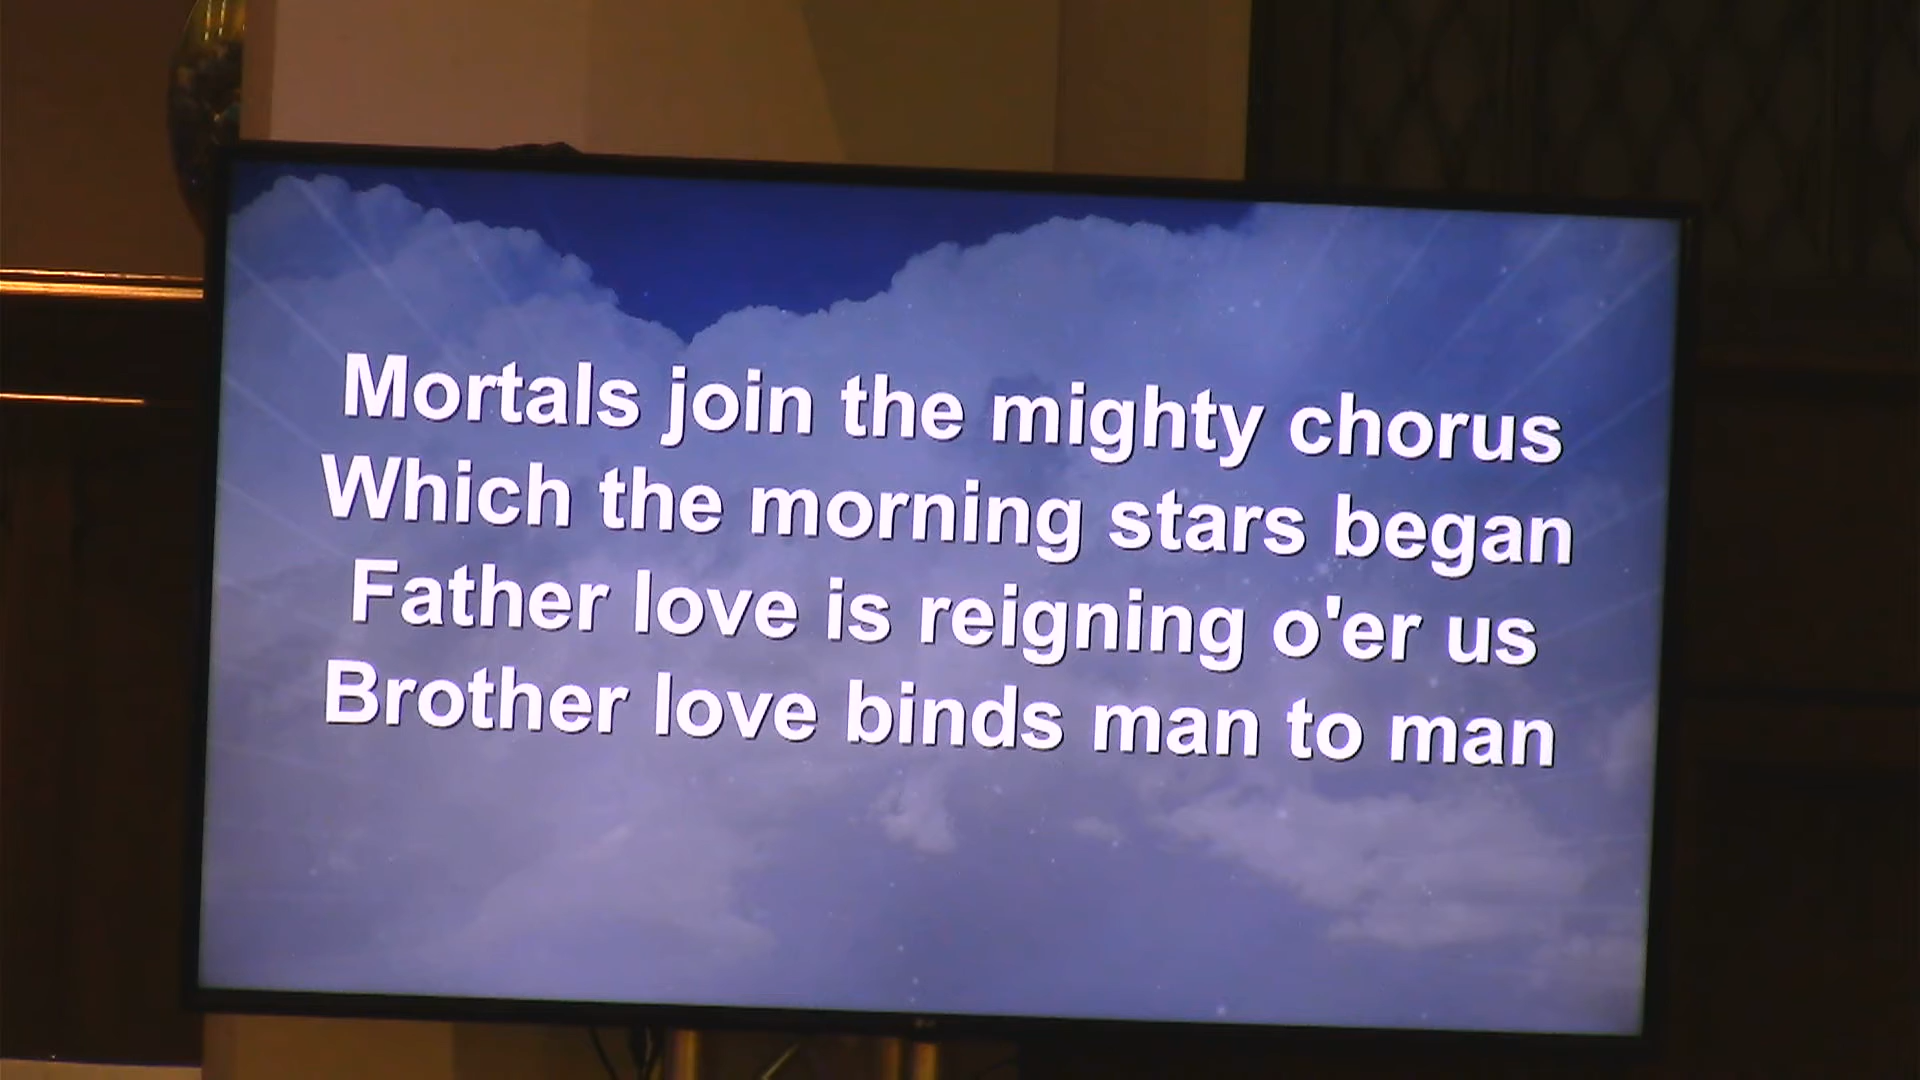 Mortals join the mighty chorus
Which the morning stars began
Father love is reigning o'er us
Brother love binds man to man